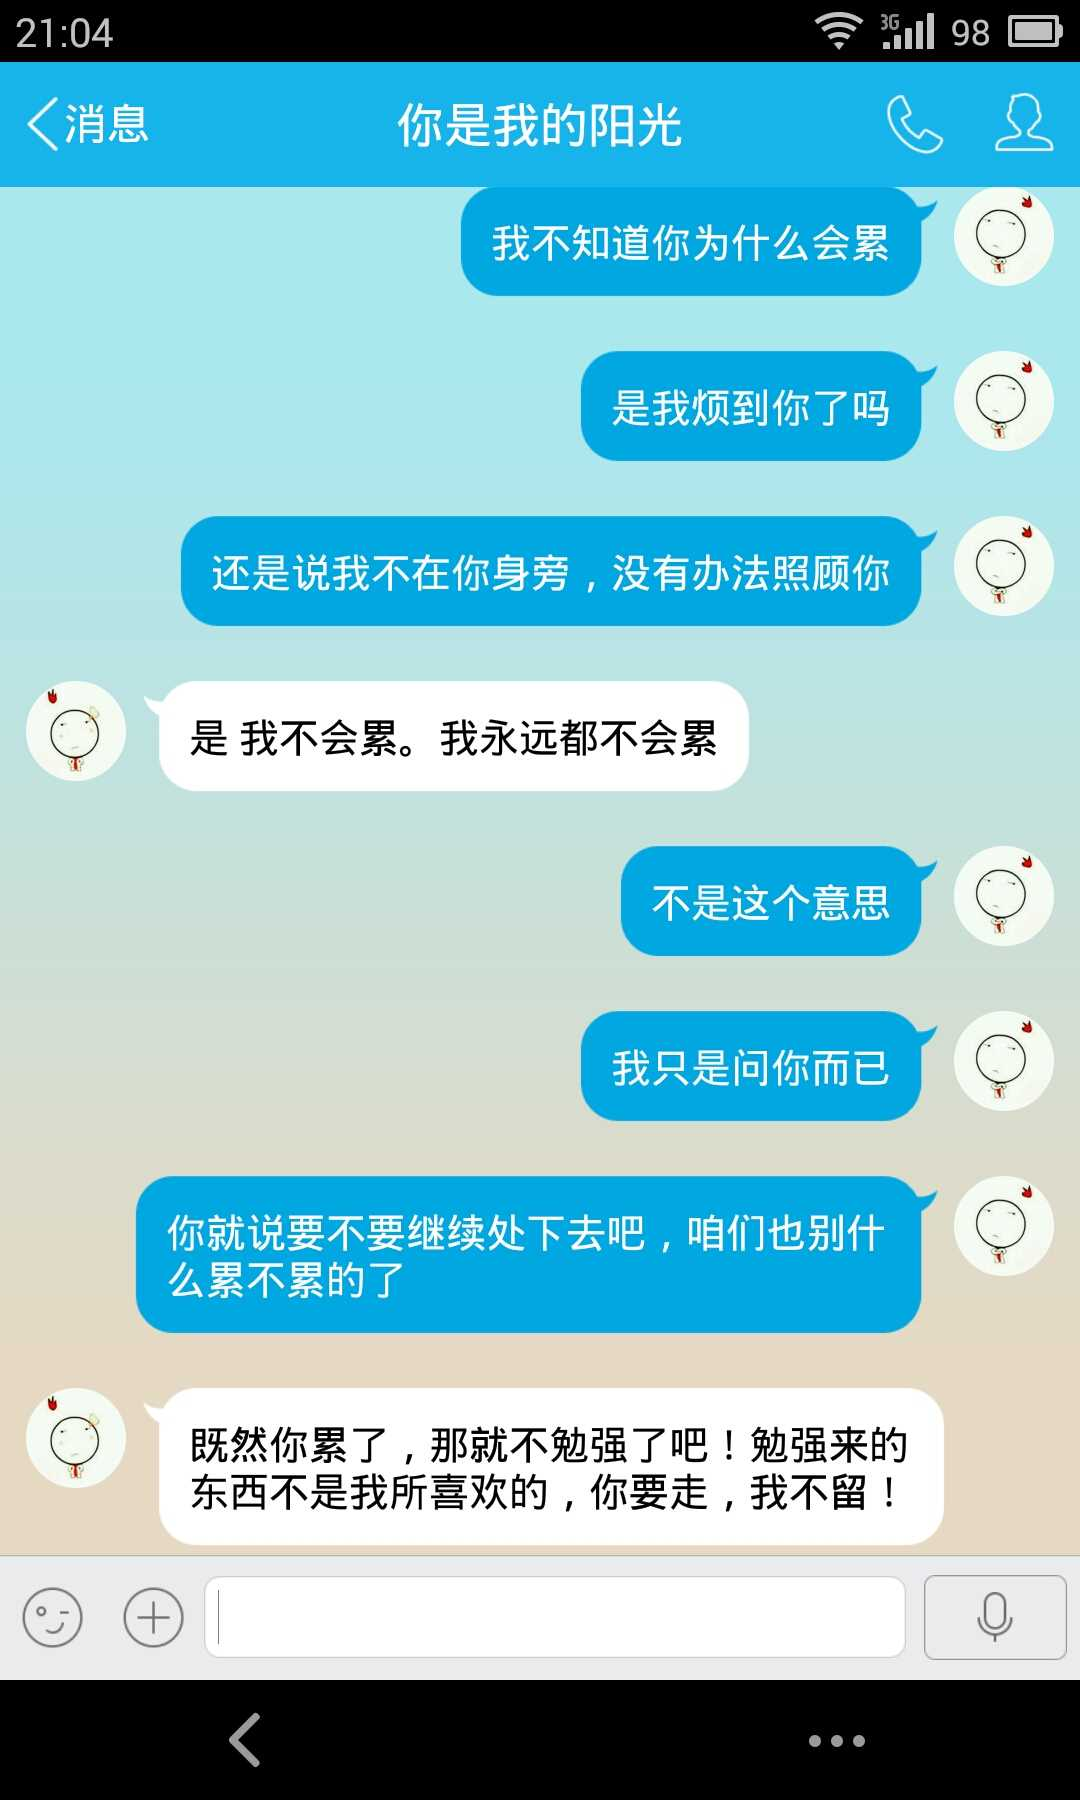 21:04
3G
98
消息
你是我的阳光
我不知道你为什么会累
是我烦到你了吗
还是说我不在你身旁，没有办法照顾你
是 我不会累。我永远都不会累
不是这个意思
我只是问你而已
你就说要不要继续处下去吧，咱们也别什
么累不累的了
既然你累了，那就不勉强了吧！勉强来的
东西不是我所喜欢的，你要走，我不留！